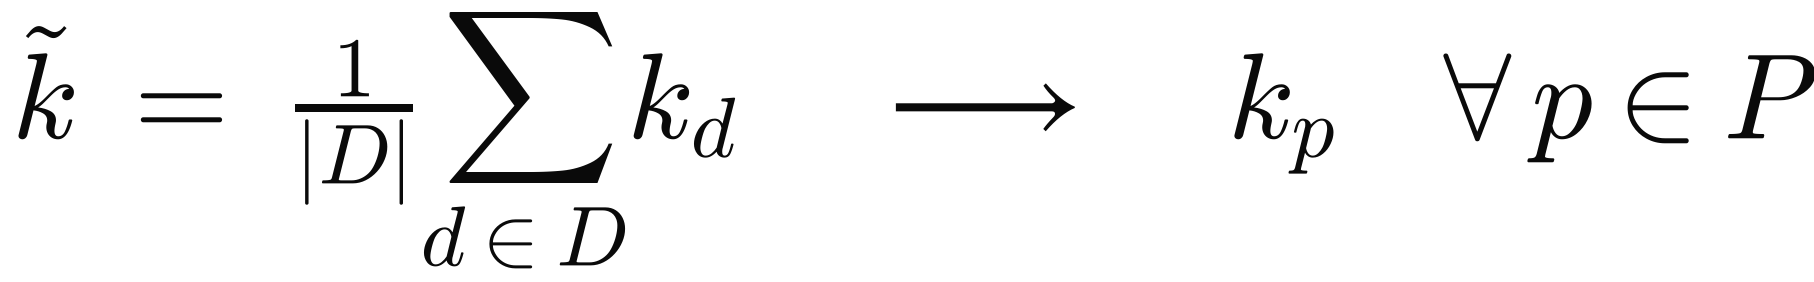 k̃ = 1/|D| ∑_{d ∈ D} k_d ⟶ k_p ∀ p ∈ P